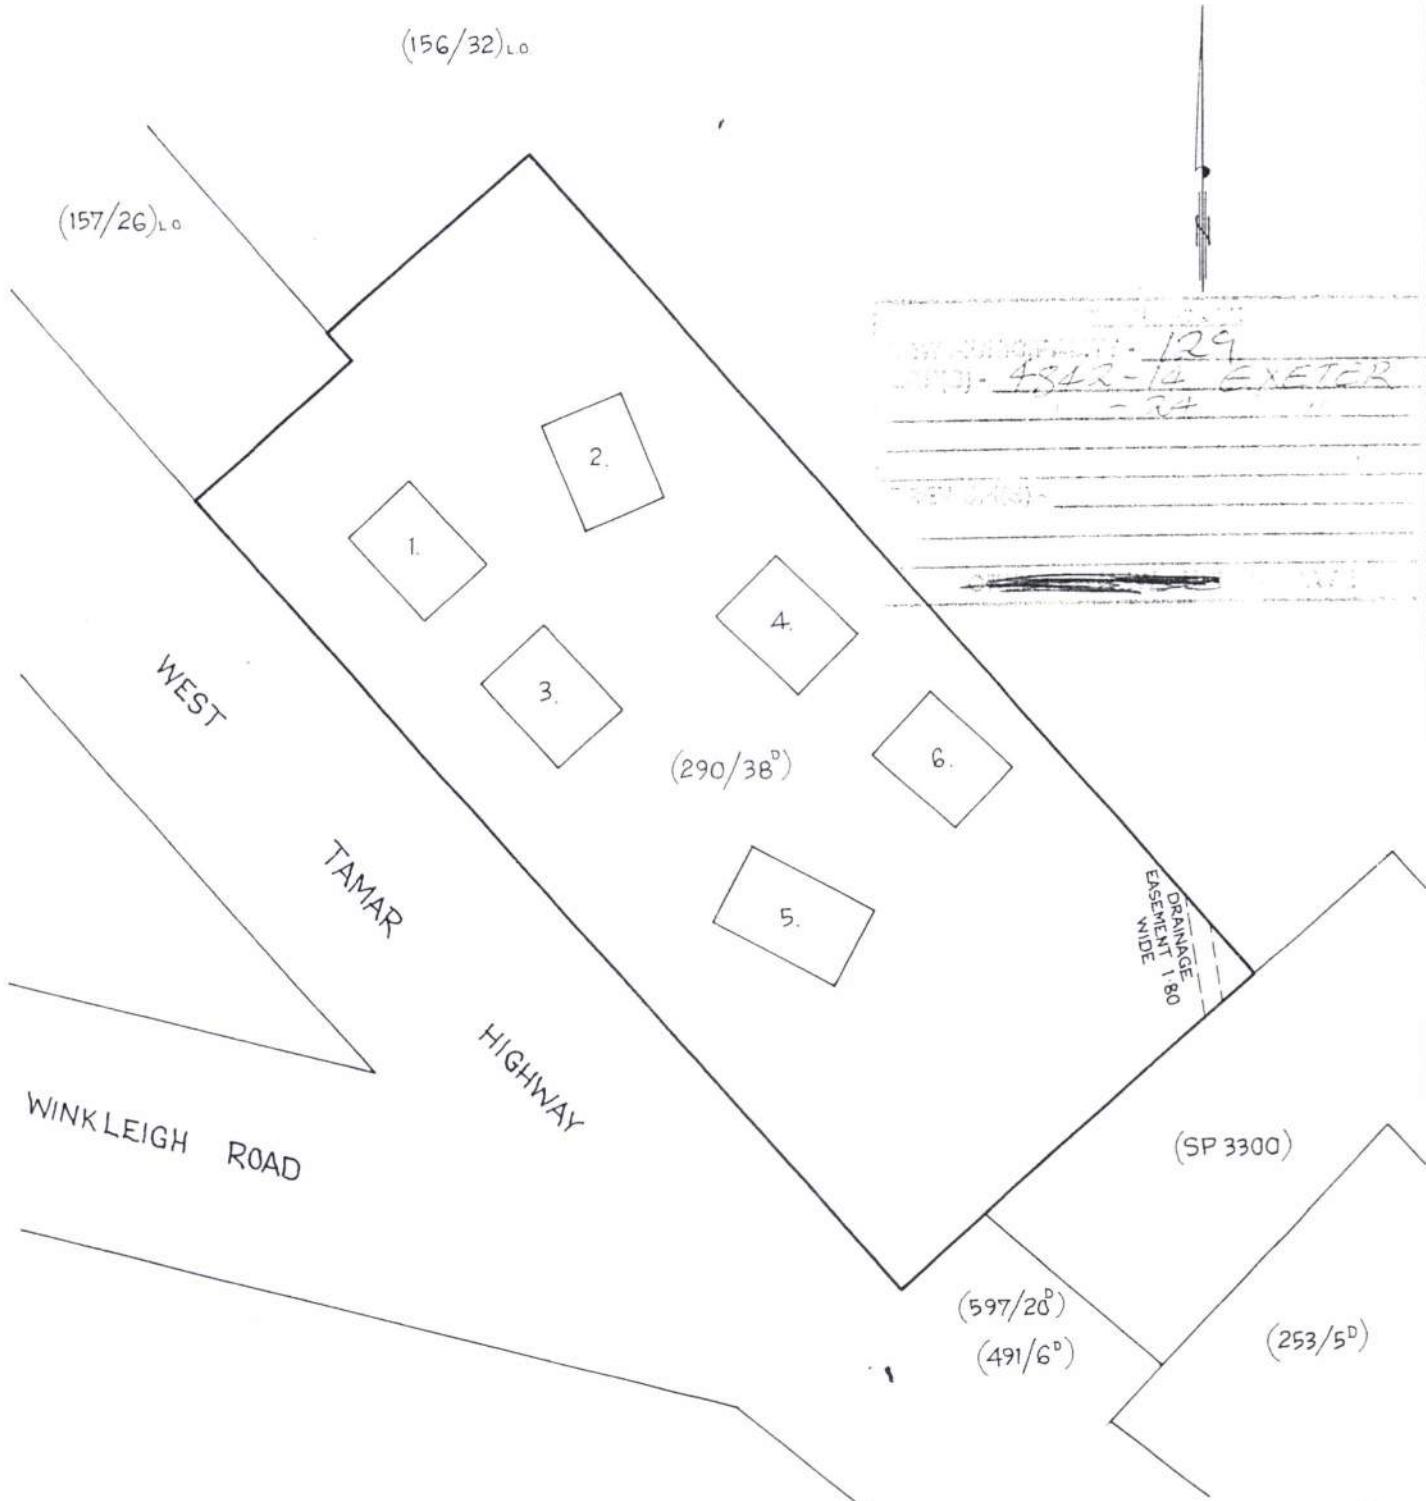 (156/32)L.O.
(157/26)L.O
129
4842-14 EXETER
-24 "
2.
1.
4.
3.
6.
(290/38D)
5.
WEST
TAMAR
HIGHWAY
DRAINAGE
EASEMENT 1·80
WIDE
WINKLEIGH ROAD
(SP 3300)
(597/20D)
(491/6D)
(253/5D)